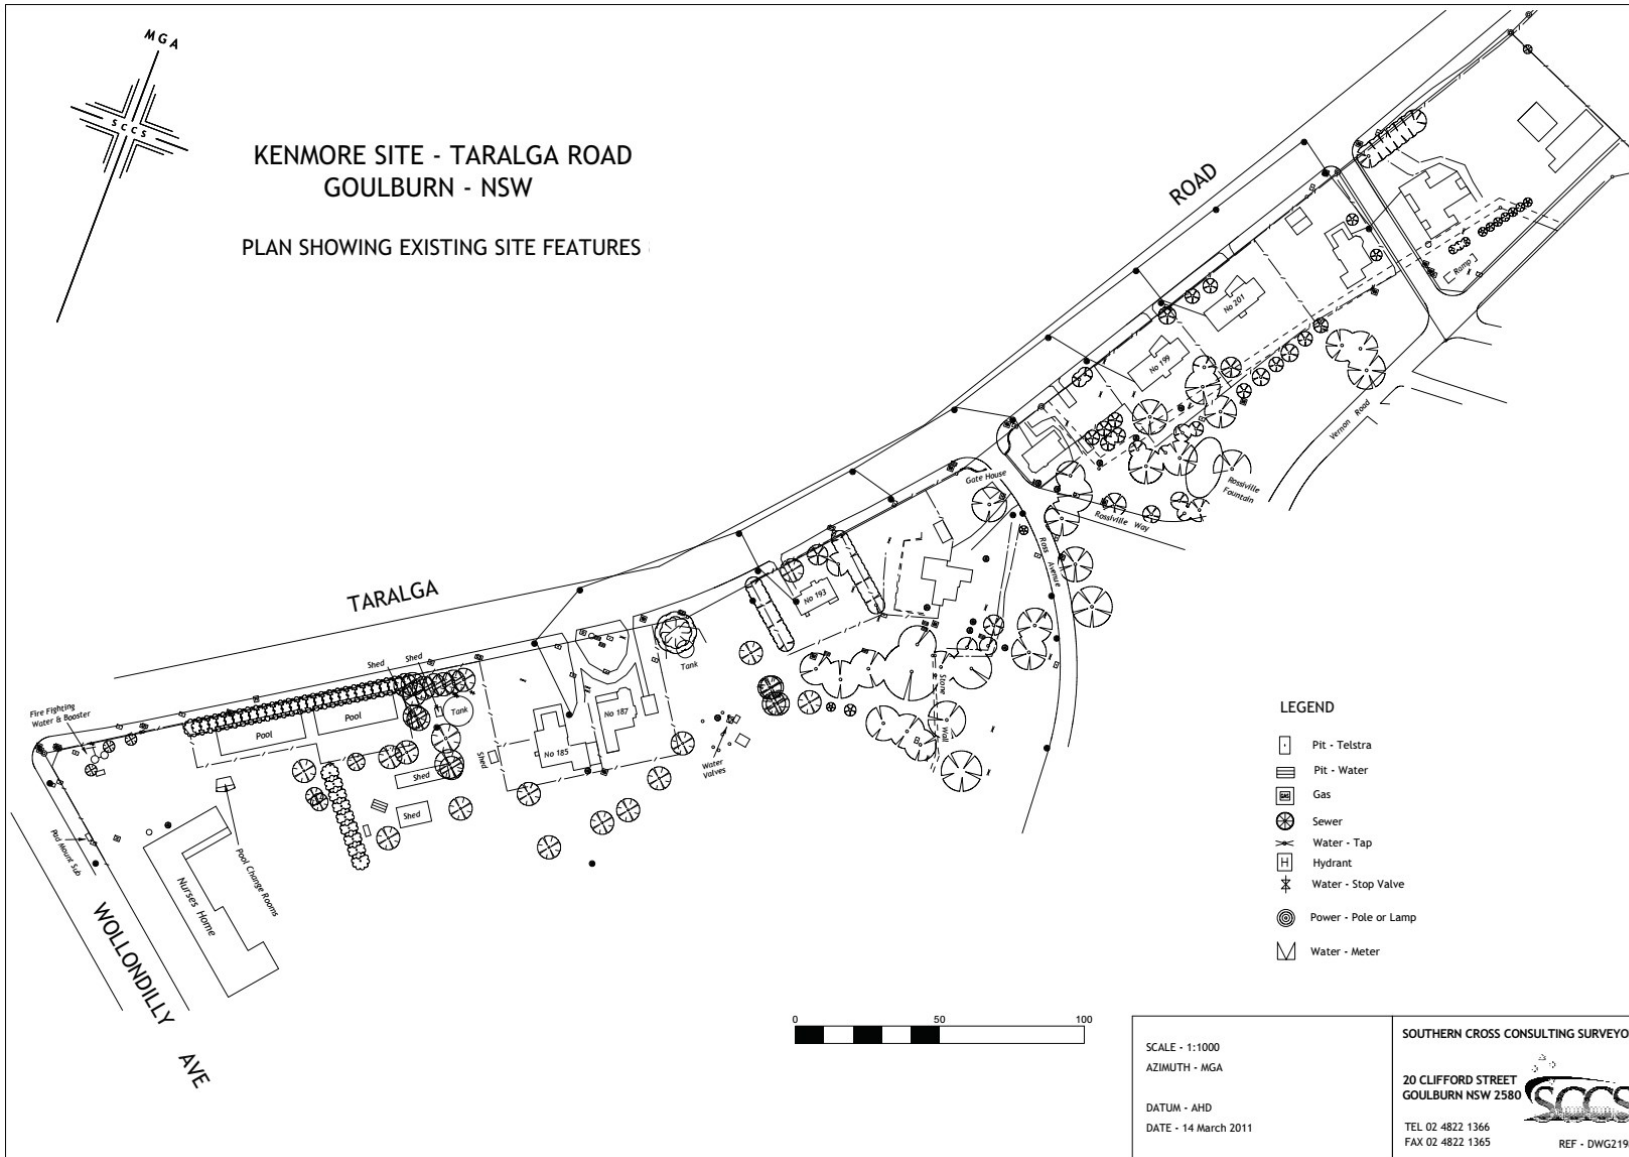 MGA
SCCS
KENMORE SITE - TARALGA ROAD
GOULBURN - NSW
PLAN SHOWING EXISTING SITE FEATURES
ROAD
TARALGA
WOLLONDILLY
AVE
Ramp
No 201
No 199
Vernon Road
Rossiville
Fountain
Rossiville Way
Gate House
Ross Avenue
No 193
Stone Wall
Tank
Water
Valves
No 187
No 185
Shed
Shed
Shed
Tank
Pool
Pool
Shed
Shed
Fire Fighting
Water & Booster
Pad Mount Sub
Pool Change Rooms
Nurses Home
LEGEND
Pit - Telstra
Pit - Water
GAS Gas
Sewer
Water - Tap
H Hydrant
Water - Stop Valve
Power - Pole or Lamp
Water - Meter
0 50 100
SCALE - 1:1000
AZIMUTH - MGA
DATUM - AHD
DATE - 14 March 2011
SOUTHERN CROSS CONSULTING SURVEYO
20 CLIFFORD STREET
GOULBURN NSW 2580
SCCS
TEL 02 4822 1366
FAX 02 4822 1365
REF - DWG219